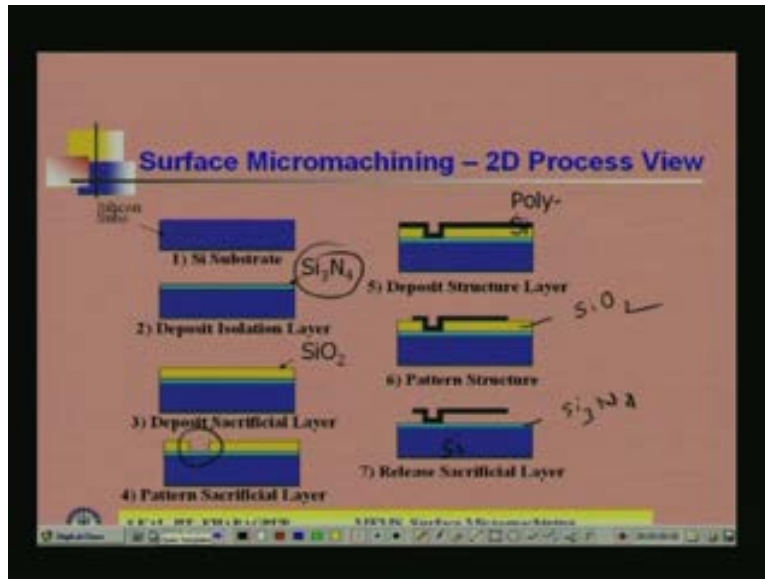 Surface Micromachining – 2D Process View
Silicon
1) Si Substrate
Si3N4
2) Deposit Isolation Layer
SiO2
3) Deposit Sacrificial Layer
4) Pattern Sacrificial Layer
Poly-
Si
5) Deposit Structure Layer
SiO2
6) Pattern Structure
Si3N4
Si
7) Release Sacrificial Layer